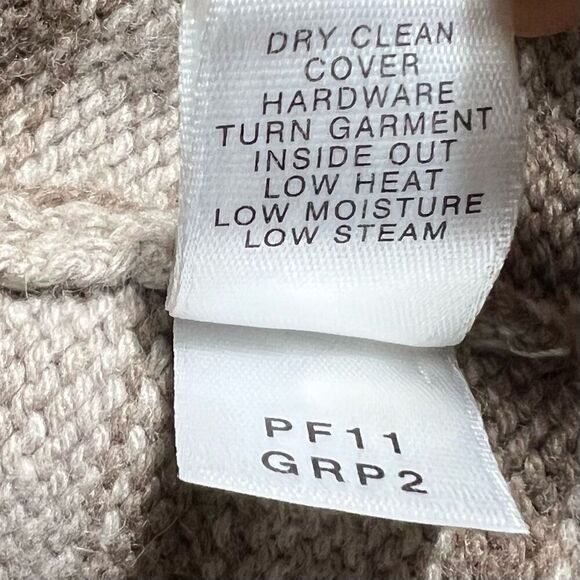 DRY CLEAN
COVER
HARDWARE
TURN GARMENT
INSIDE OUT
LOW HEAT
LOW MOISTURE
LOW STEAM
PF11
GRP2